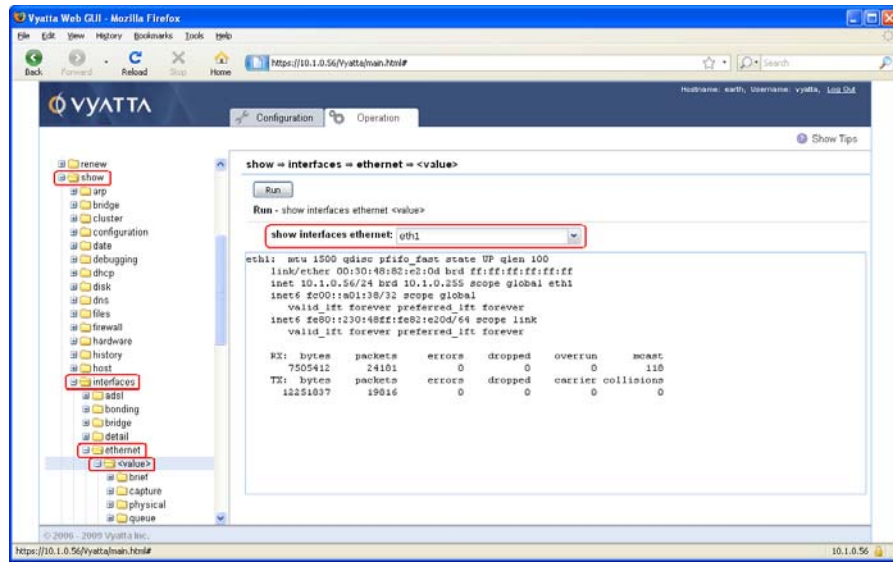 Vyatta Web GUI - Mozilla Firefox
File Edit View History Bookmarks Tools Help
Back Forward Reload Stop Home
https://10.1.0.56/Vyatta/main.html#
Search
VYATTA
Hostname: earth, Username: vyatta, Log Out
Configuration Operation
Show Tips
renew
show
arp
bridge
cluster
configuration
date
debugging
dhcp
disk
dns
files
firewall
hardware
history
host
interfaces
adsl
bonding
bridge
detail
ethernet
<value>
brief
capture
physical
queue
show ⇒ interfaces ⇒ ethernet ⇒ <value>
Run
Run - show interfaces ethernet <value>
show interfaces ethernet: eth1
eth1: mtu 1500 qdisc pfifo_fast state UP qlen 100
link/ether 00:30:48:82:e2:0d brd ff:ff:ff:ff:ff:ff
inet 10.1.0.56/24 brd 10.1.0.255 scope global eth1
inet6 fc00::a01:38/32 scope global
valid_lft forever preferred_lft forever
inet6 fe80::230:48ff:fe82:e20d/64 scope link
valid_lft forever preferred_lft forever
RX: bytes packets errors dropped overrun mcast
7505412 24181 0 0 0 118
TX: bytes packets errors dropped carrier collisions
12251837 19816 0 0 0 0
© 2006 - 2009 Vyatta Inc.
https://10.1.0.56/Vyatta/main.html#
10.1.0.56